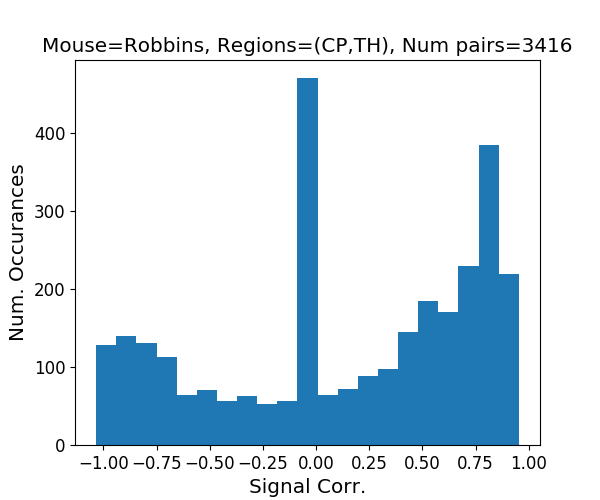 Mouse=Robbins, Regions=(CP,TH), Num pairs=3416
Num. Occurances
400
300
200
100
0
−1.00 −0.75 −0.50 −0.25 0.00 0.25 0.50 0.75 1.00
Signal Corr.